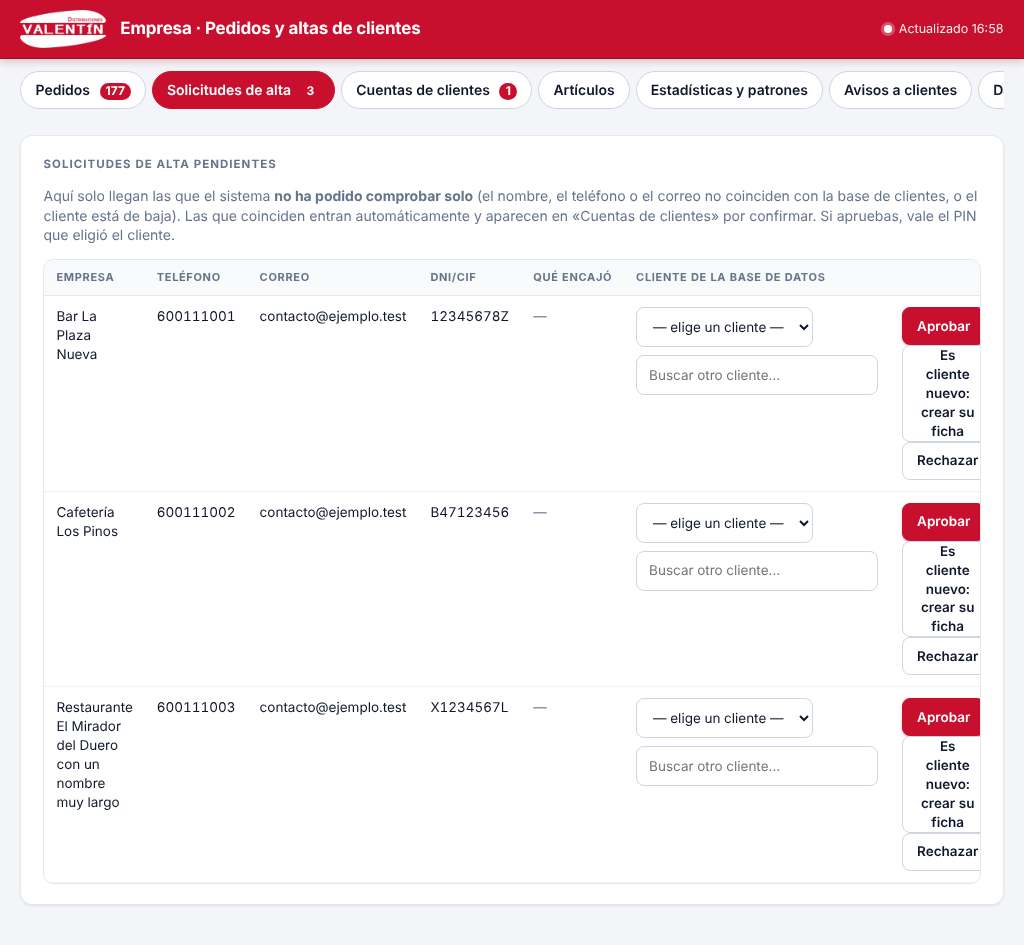 Distribuciones
VALENTÍN
Empresa · Pedidos y altas de clientes
Actualizado 16:58
Pedidos 177
Solicitudes de alta 3
Cuentas de clientes 1
Artículos
Estadísticas y patrones
Avisos a clientes
D
SOLICITUDES DE ALTA PENDIENTES
Aquí solo llegan las que el sistema no ha podido comprobar solo (el nombre, el teléfono o el correo no coinciden con la base de clientes, o el
cliente está de baja). Las que coinciden entran automáticamente y aparecen en «Cuentas de clientes» por confirmar. Si apruebas, vale el PIN
que eligió el cliente.
EMPRESA TELÉFONO CORREO DNI/CIF QUÉ ENCAJÓ CLIENTE DE LA BASE DE DATOS
Bar La
Plaza
Nueva
600111001
contacto@ejemplo.test
12345678Z
—
— elige un cliente —
Buscar otro cliente...
Aprobar
Es
cliente
nuevo:
crear su
ficha
Rechazar
Cafetería
Los Pinos
600111002
contacto@ejemplo.test
B47123456
—
— elige un cliente —
Buscar otro cliente...
Aprobar
Es
cliente
nuevo:
crear su
ficha
Rechazar
Restaurante
El Mirador
del Duero
con un
nombre
muy largo
600111003
contacto@ejemplo.test
X1234567L
—
— elige un cliente —
Buscar otro cliente...
Aprobar
Es
cliente
nuevo:
crear su
ficha
Rechazar